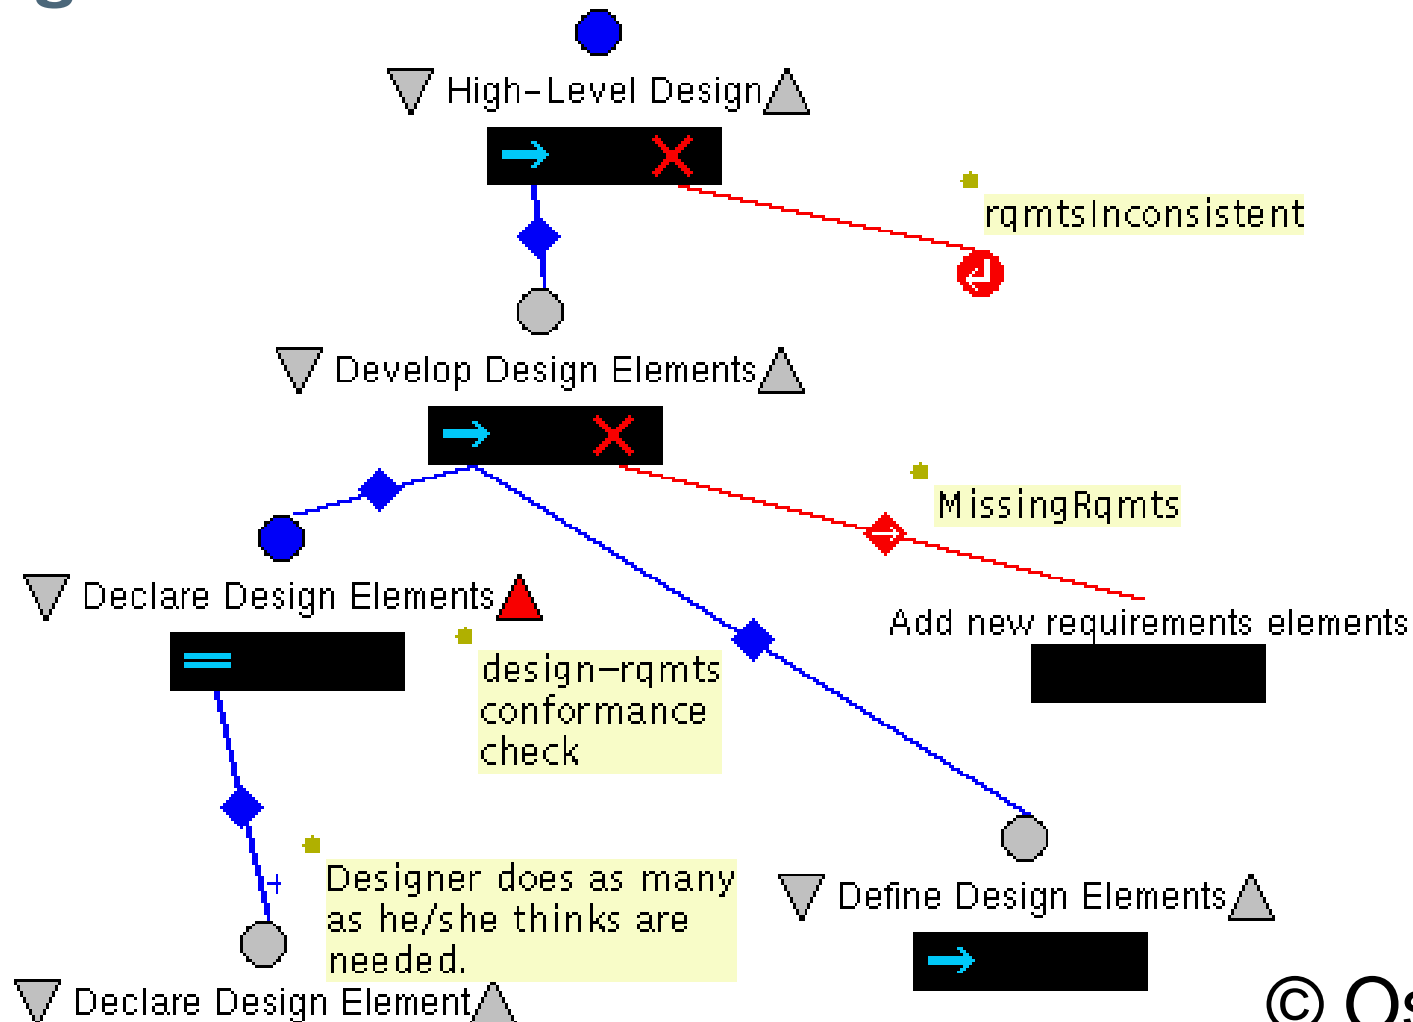 g
High-Level Design
rqmtsInconsistent
Develop Design Elements
MissingRqmts
Declare Design Elements
Add new requirements elements
design-rqmts
conformance
check
Designer does as many
as he/she thinks are
needed.
Define Design Elements
Declare Design Element
© Os